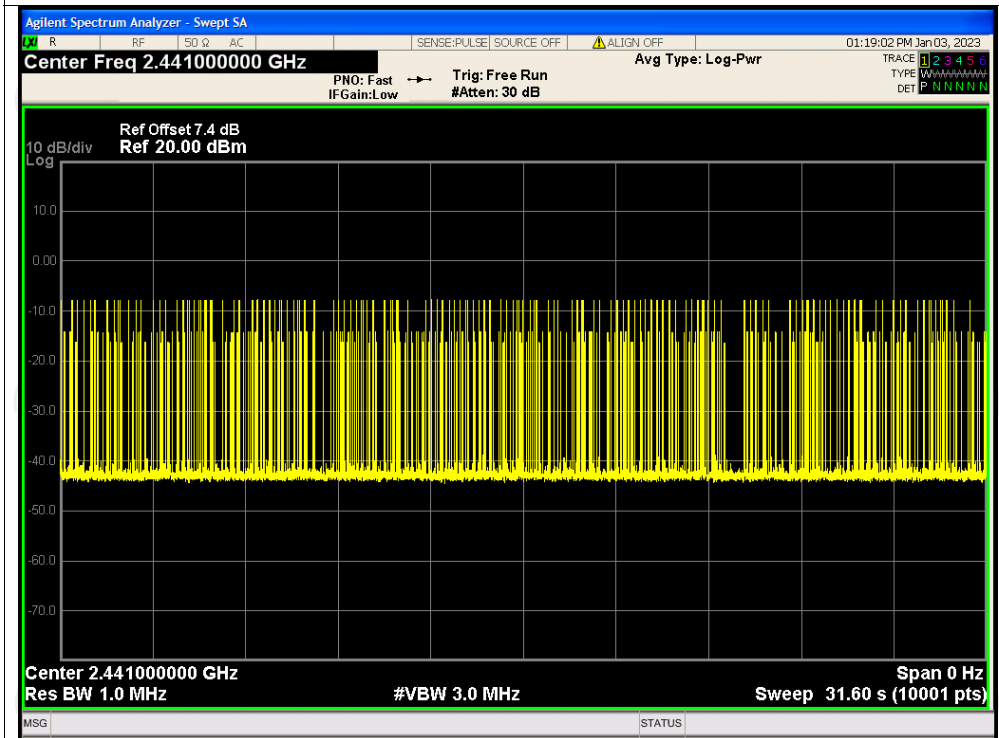 Agilent Spectrum Analyzer - Swept SA
LXI R RF 50 Ω AC SENSE:PULSE SOURCE OFF ALIGN OFF 01:19:02 PM Jan 03, 2023
Center Freq 2.441000000 GHz
Avg Type: Log-Pwr
TRACE 1 2 3 4 5 6
PNO: Fast Trig: Free Run
TYPE W
IFGain:Low #Atten: 30 dB
DET P N N N N N
Ref Offset 7.4 dB
10 dB/div Ref 20.00 dBm
Log
10.0
0.00
-10.0
-20.0
-30.0
-40.0
-50.0
-60.0
-70.0
Center 2.441000000 GHz Span 0 Hz
Res BW 1.0 MHz #VBW 3.0 MHz Sweep 31.60 s (10001 pts)
MSG STATUS